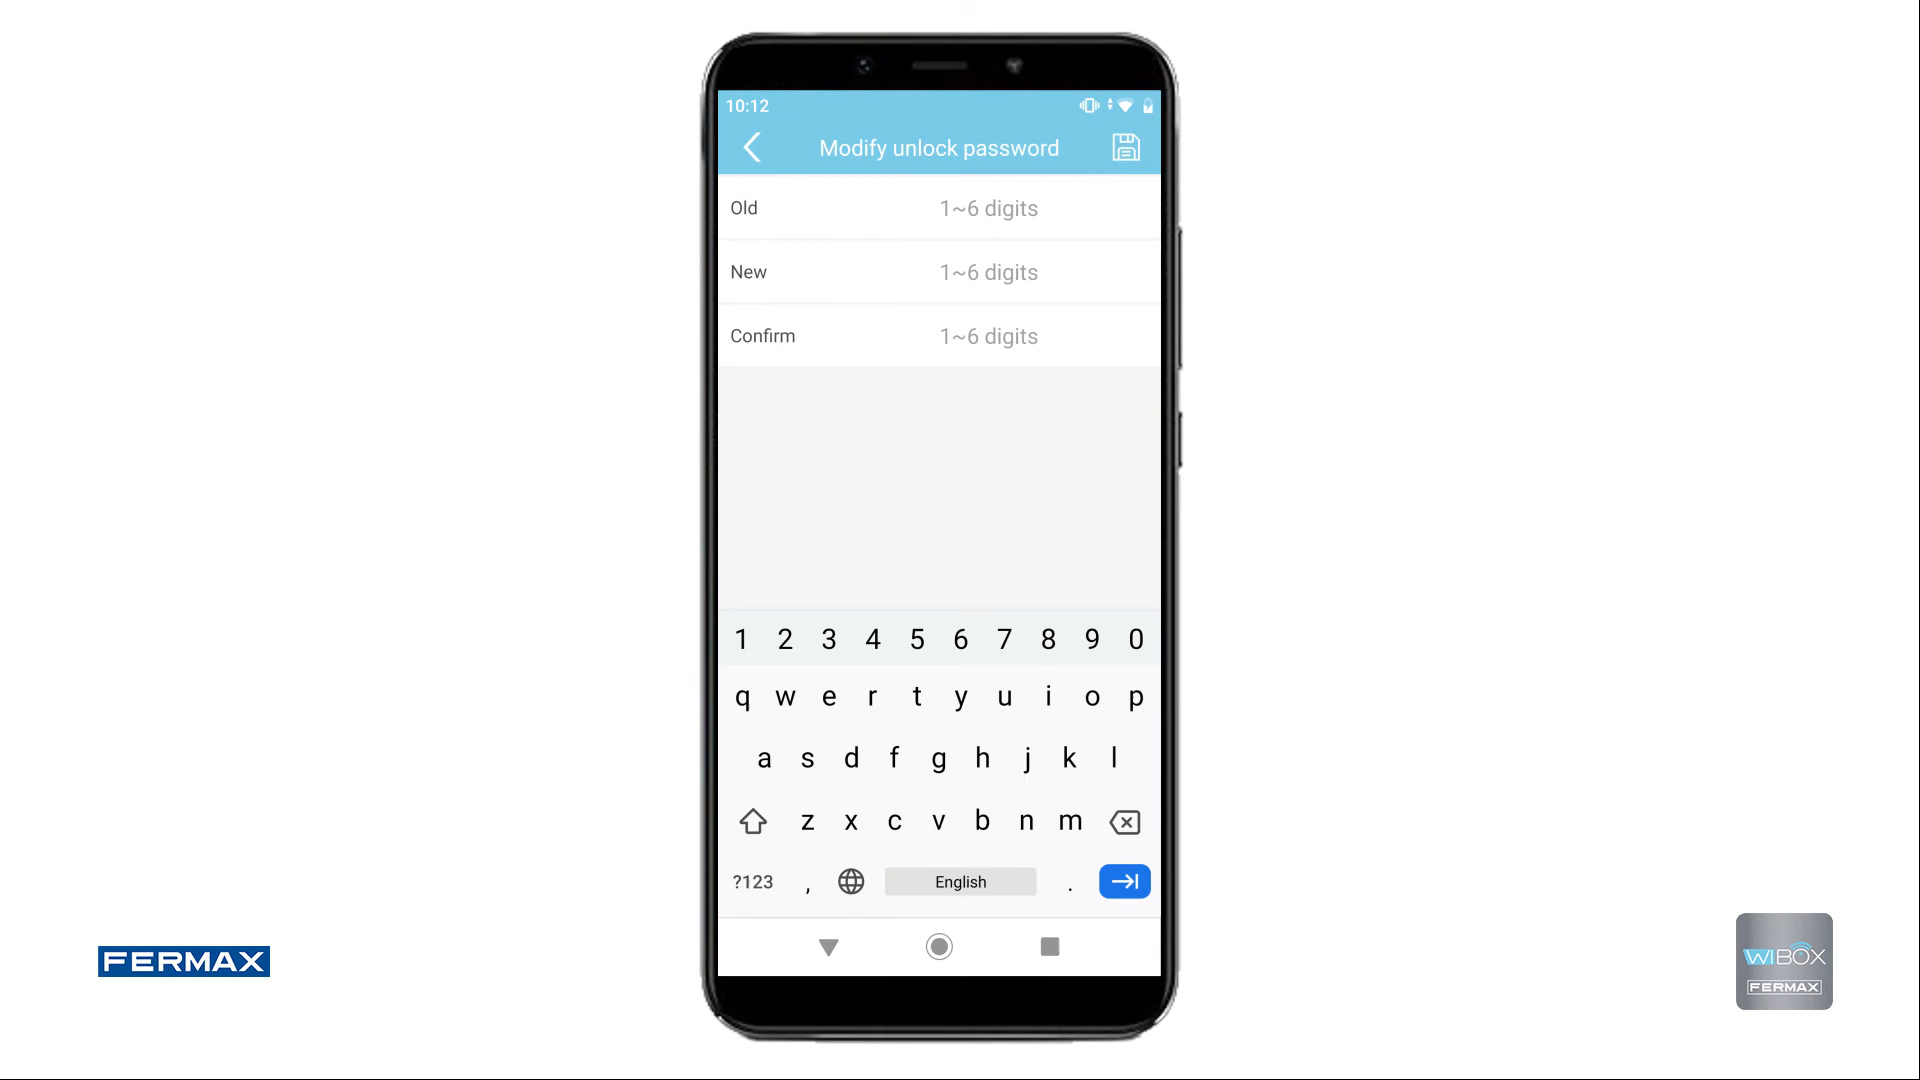 10:12
Modify unlock password
Old 1~6 digits
New 1~6 digits
Confirm 1~6 digits
1 2 3 4 5 6 7 8 9 0
q w e r t y u i o p
a s d f g h j k l
z x c v b n m
?123 , English .
FERMAX
WIBOX
FERMAX